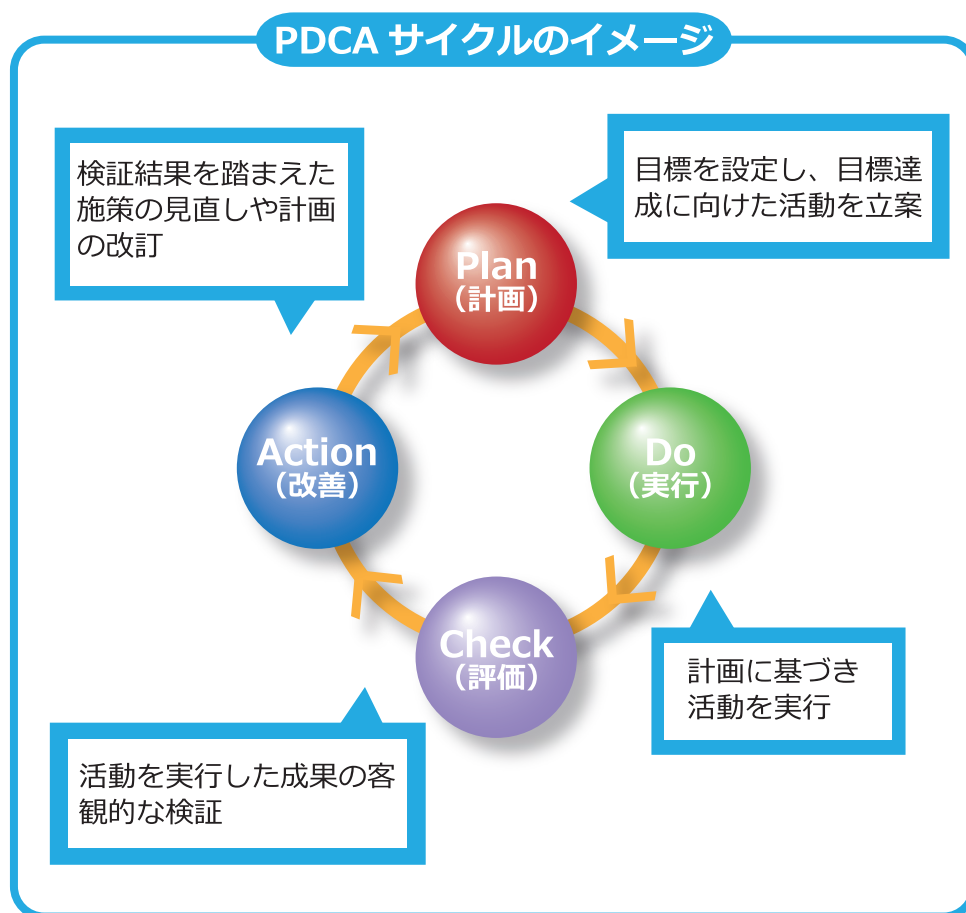 PDCA サイクルのイメージ
検証結果を踏まえた
施策の見直しや計画
の改訂
目標を設定し、目標達
成に向けた活動を立案
Plan
（計画）
Action
（改善）
Do
（実行）
Check
（評価）
計画に基づき
活動を実行
活動を実行した成果の客
観的な検証